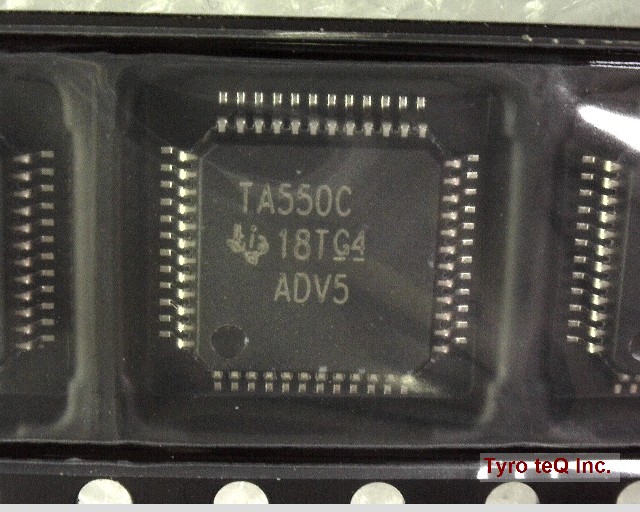 TA550C
18TG4
ADV5
Tyro teQ Inc.